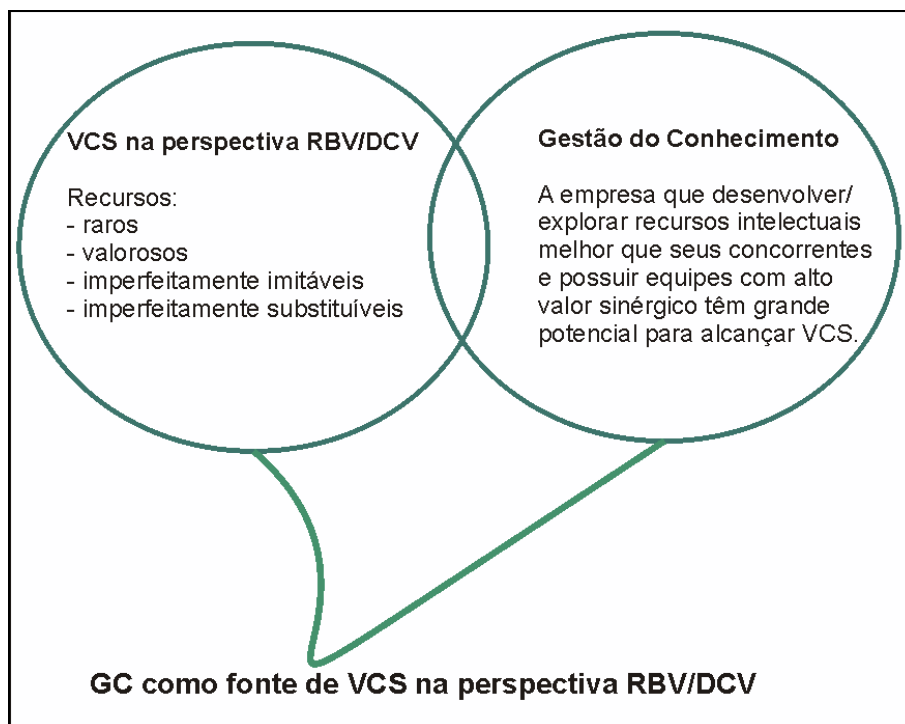 VCS na perspectiva RBV/DCV
Recursos:
- raros
- valorosos
- imperfeitamente imitáveis
- imperfeitamente substituíveis
Gestão do Conhecimento
A empresa que desenvolver/
explorar recursos intelectuais
melhor que seus concorrentes
e possuir equipes com alto
valor sinérgico têm grande
potencial para alcançar VCS.
GC como fonte de VCS na perspectiva RBV/DCV